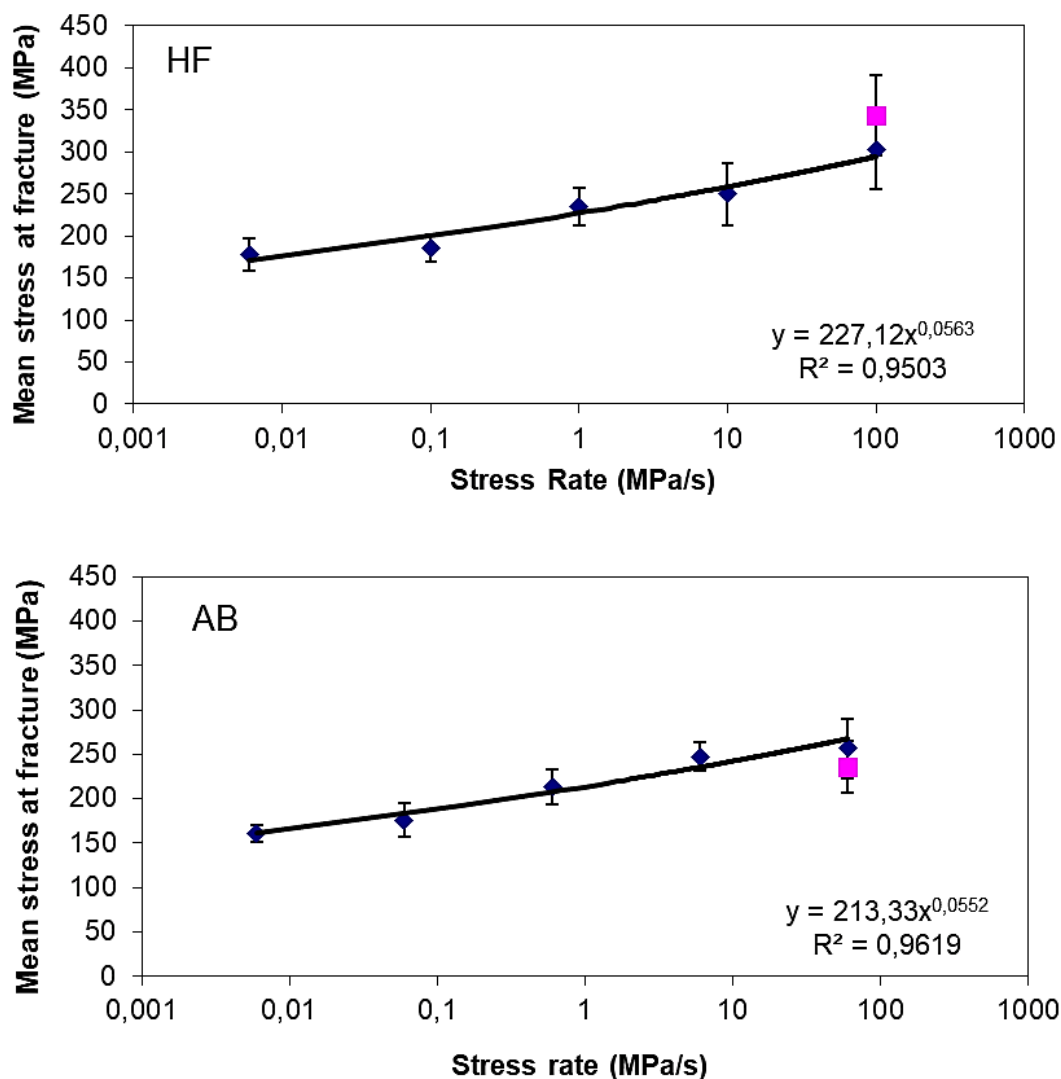 HF
Mean stress at fracture (MPa)
450
400
350
300
250
200
150
100
50
0
y = 227,12x^0,0563
R² = 0,9503
0,001 0,01 0,1 1 10 100 1000
Stress Rate (MPa/s)
AB
Mean stress at fracture (MPa)
450
400
350
300
250
200
150
100
50
0
y = 213,33x^0,0552
R² = 0,9619
0,001 0,01 0,1 1 10 100 1000
Stress rate (MPa/s)